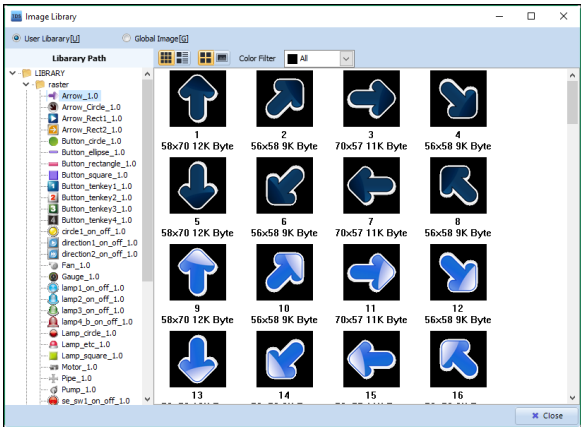 Image Library
User Libarary[U]
Global Image[G]
Libarary Path
Color Filter
All
LIBRARY
raster
Arrow_1.0
Arrow_Circle_1.0
Arrow_Rect1_1.0
Arrow_Rect2_1.0
Button_circle_1.0
Button_ellipse_1.0
Button_rectangle_1.0
Button_square_1.0
Button_tenkey1_1.0
Button_tenkey2_1.0
Button_tenkey3_1.0
Button_tenkey4_1.0
circle1_on_off_1.0
direction1_on_off_1.0
direction2_on_off_1.0
Fan_1.0
Gauge_1.0
lamp1_on_off_1.0
lamp2_on_off_1.0
lamp3_on_off_1.0
lamp4_b_on_off_1.0
Lamp_circle_1.0
Lamp_etc_1.0
Lamp_square_1.0
Motor_1.0
Pipe_1.0
Pump_1.0
se_sw1_on_off_1.0
1 2 3 4
58x70 12K Byte 56x58 9K Byte 70x57 11K Byte 56x58 9K Byte
5 6 7 8
58x70 12K Byte 56x58 9K Byte 70x57 11K Byte 56x58 9K Byte
9 10 11 12
58x70 12K Byte 56x58 9K Byte 70x57 11K Byte 56x58 9K Byte
13 14 15 16
Close